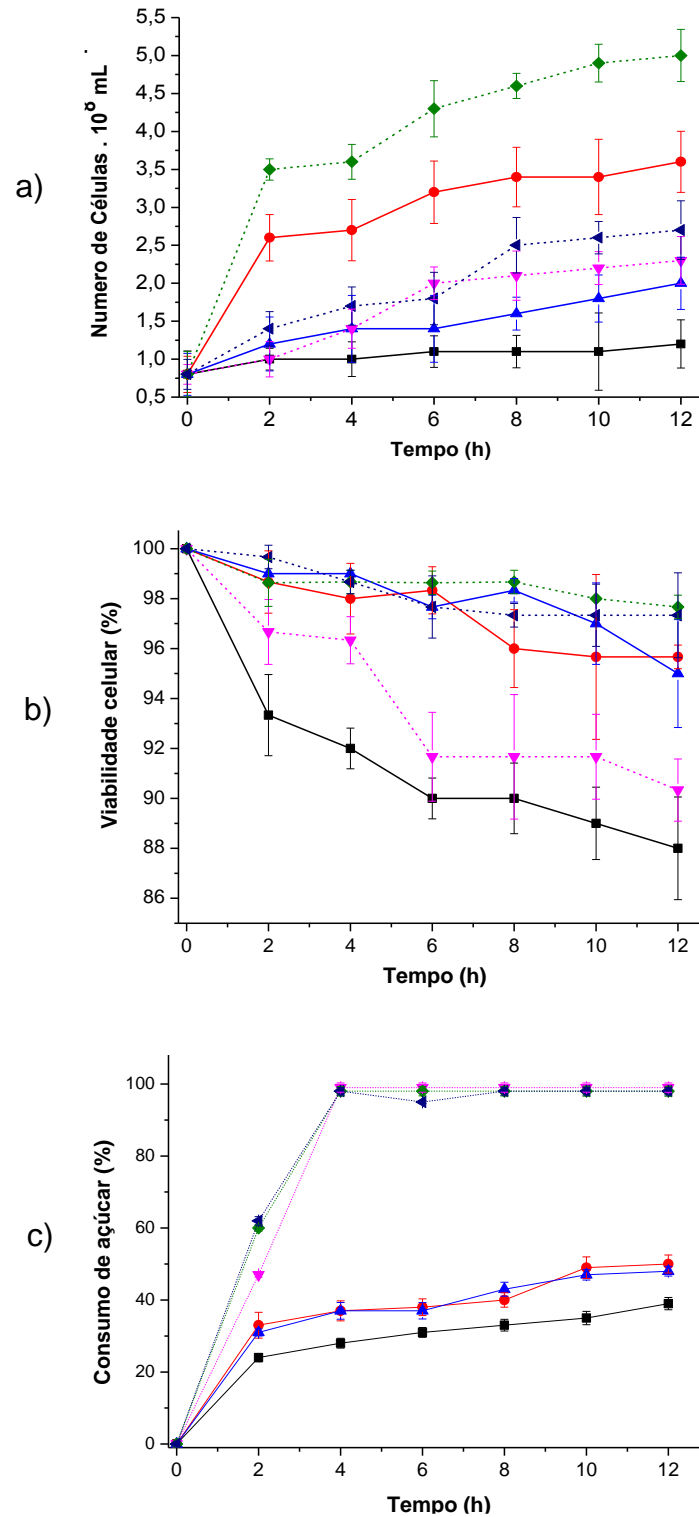 a)
Numero de Células . 10⁸ mL⁻
5,5
5,0
4,5
4,0
3,5
3,0
2,5
2,0
1,5
1,0
0,5
0 2 4 6 8 10 12
Tempo (h)
b)
Viabilidade celular (%)
100
98
96
94
92
90
88
86
0 2 4 6 8 10 12
Tempo (h)
c)
Consumo de açúcar (%)
100
80
60
40
20
0
0 2 4 6 8 10 12
Tempo (h)